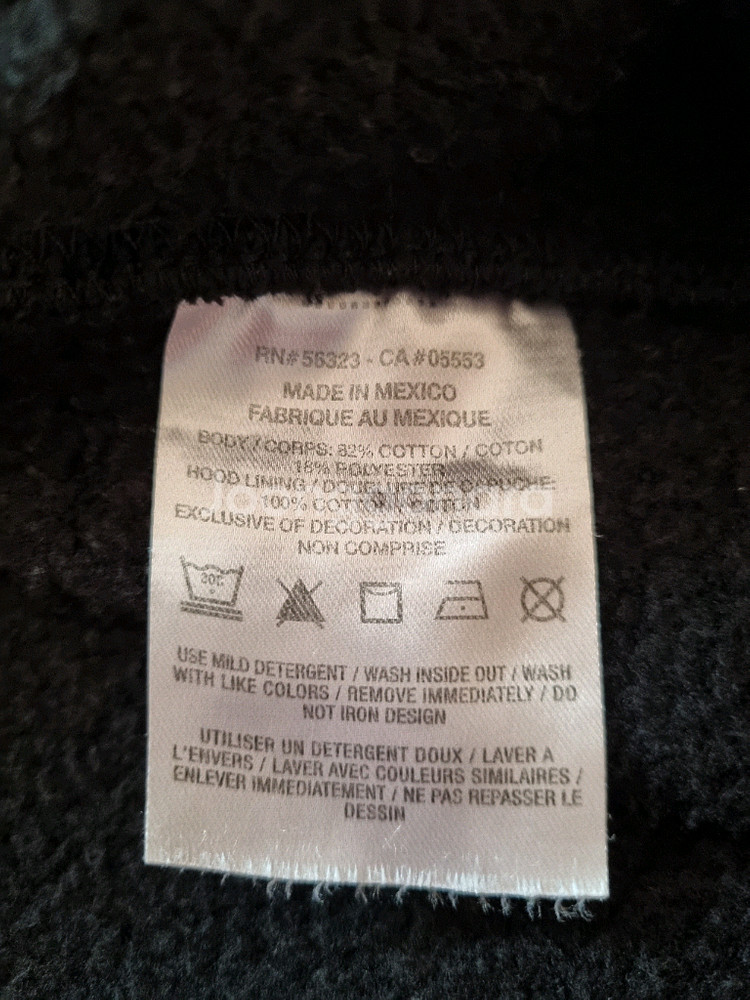 RN#56323 - CA#05553
MADE IN MEXICO
FABRIQUE AU MEXIQUE
BODY / CORPS: 82% COTTON / COTON
18% POLYESTER
HOOD LINING / DOUBLURE DE CAPUCHE:
100% COTTON / COTON
EXCLUSIVE OF DECORATION / DECORATION
NON COMPRISE
30C
USE MILD DETERGENT / WASH INSIDE OUT / WASH
WITH LIKE COLORS / REMOVE IMMEDIATELY / DO
NOT IRON DESIGN
UTILISER UN DETERGENT DOUX / LAVER A
L'ENVERS / LAVER AVEC COULEURS SIMILAIRES /
ENLEVER IMMEDIATEMENT / NE PAS REPASSER LE
DESSIN